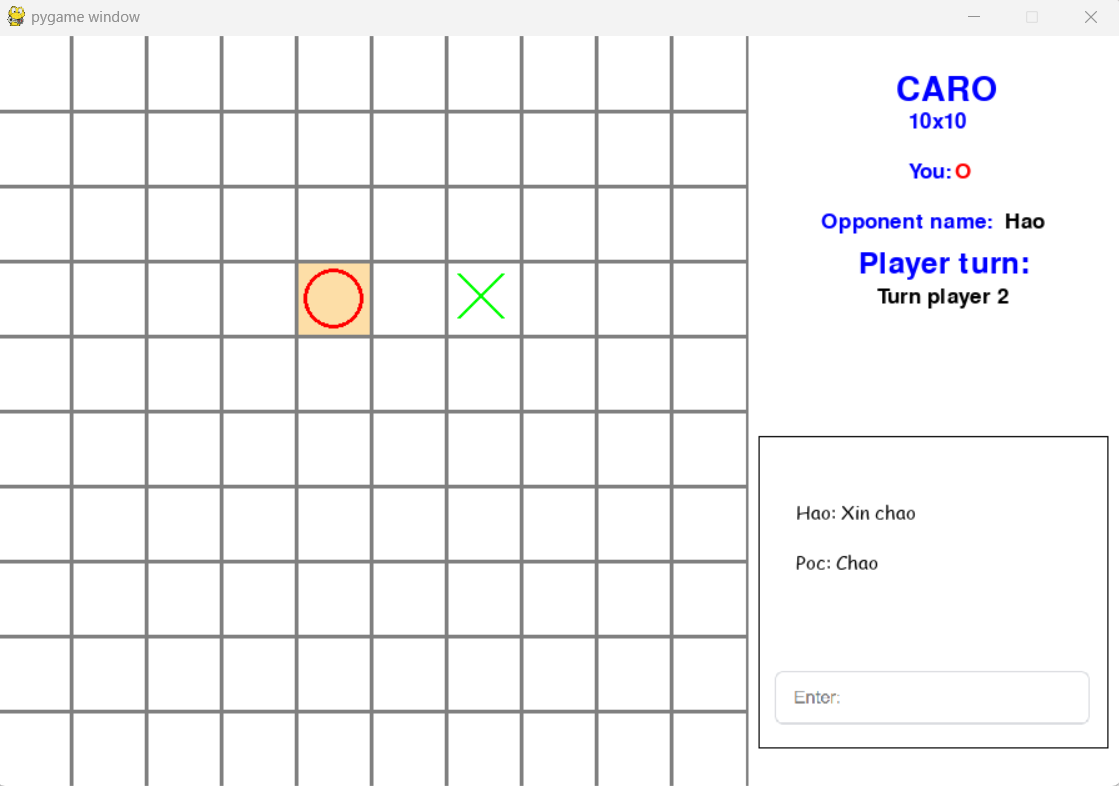 pygame window
CARO
10x10
You: O
Opponent name: Hao
Player turn:
Turn player 2
Hao: Xin chao
Poc: Chao
Enter: